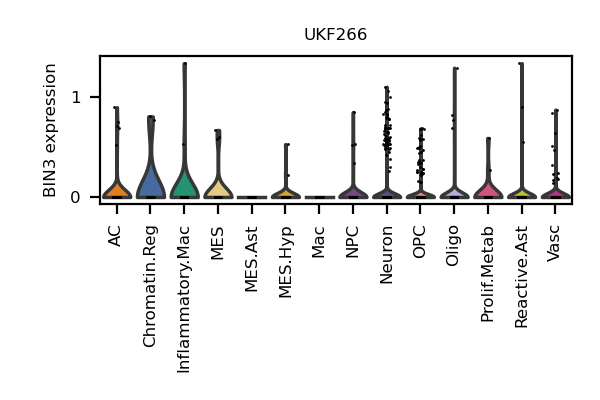 UKF266
BIN3 expression
1
0
AC
Chromatin.Reg
Inflammatory.Mac
MES
MES.Ast
MES.Hyp
Mac
NPC
Neuron
OPC
Oligo
Prolif.Metab
Reactive.Ast
Vasc